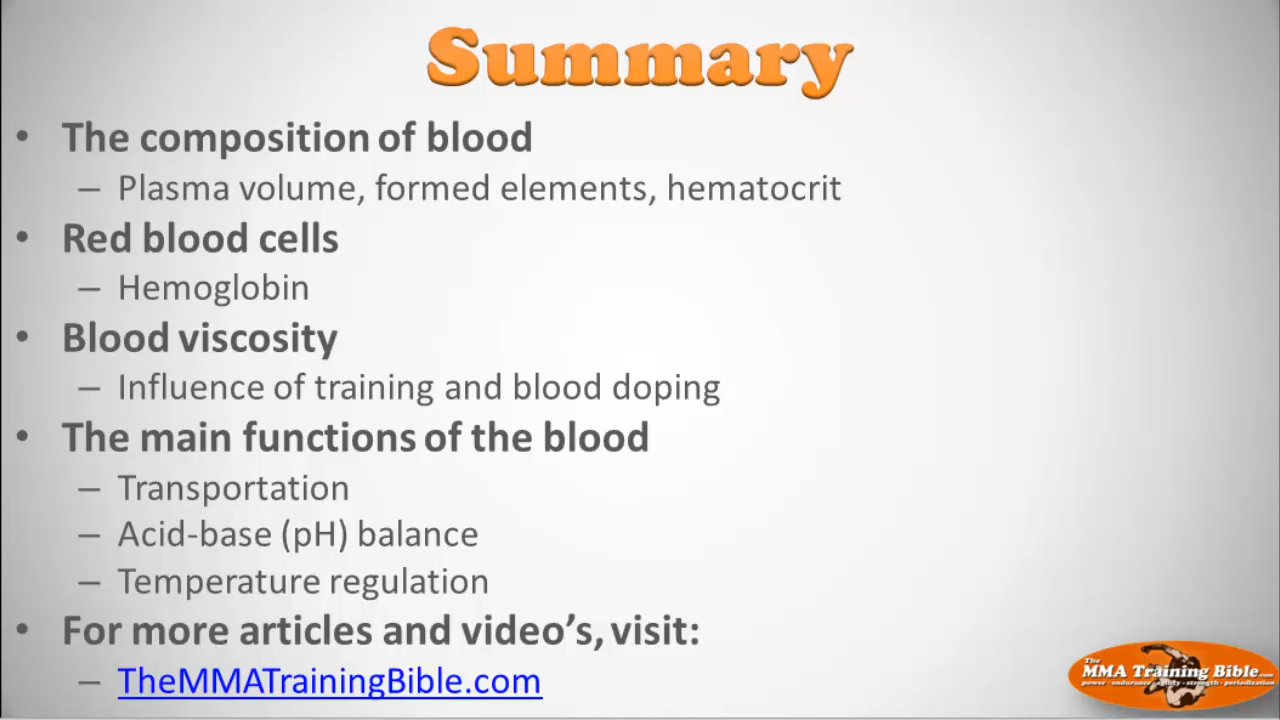 Summary
• The composition of blood
– Plasma volume, formed elements, hematocrit
• Red blood cells
– Hemoglobin
• Blood viscosity
– Influence of training and blood doping
• The main functions of the blood
– Transportation
– Acid-base (pH) balance
– Temperature regulation
• For more articles and video’s, visit:
– TheMMATrainingBible.com
The
MMA Training Bible.com
power - endurance - agility - strength - periodization